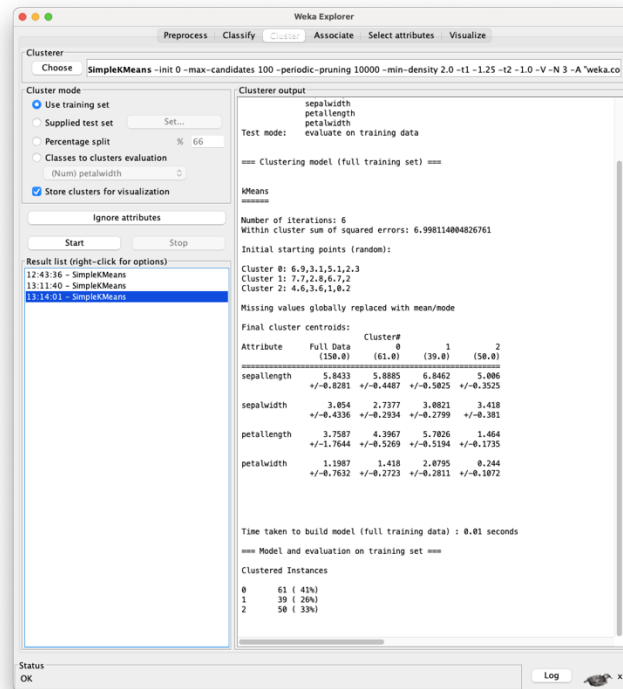 Weka Explorer
Preprocess Classify Cluster Associate Select attributes Visualize
Clusterer
Choose SimpleKMeans -init 0 -max-candidates 100 -periodic-pruning 10000 -min-density 2.0 -t1 -1.25 -t2 -1.0 -V -N 3 -A "weka.co
Cluster mode
Use training set
Supplied test set Set...
Percentage split % 66
Classes to clusters evaluation
(Num) petalwidth
Store clusters for visualization
Ignore attributes
Start Stop
Result list (right-click for options)
12:43:36 - SimpleKMeans
13:11:40 - SimpleKMeans
13:14:01 - SimpleKMeans
Clusterer output
sepalwidth
petallength
petalwidth
Test mode: evaluate on training data
=== Clustering model (full training set) ===
kMeans
======
Number of iterations: 6
Within cluster sum of squared errors: 6.998114004826761
Initial starting points (random):
Cluster 0: 6.9,3.1,5.1,2.3
Cluster 1: 7.7,2.8,6.7,2
Cluster 2: 4.6,3.6,1,0.2
Missing values globally replaced with mean/mode
Final cluster centroids:
Cluster#
Attribute Full Data 0 1 2
(150.0) (61.0) (39.0) (50.0)
==========================================================
sepallength 5.8433 5.8885 6.8462 5.006
+/-0.8281 +/-0.4487 +/-0.5025 +/-0.3525
sepalwidth 3.054 2.7377 3.0821 3.418
+/-0.4336 +/-0.2934 +/-0.2799 +/-0.381
petallength 3.7587 4.3967 5.7026 1.464
+/-1.7644 +/-0.5269 +/-0.5194 +/-0.1735
petalwidth 1.1987 1.418 2.0795 0.244
+/-0.7632 +/-0.2723 +/-0.2811 +/-0.1072
Time taken to build model (full training data) : 0.01 seconds
=== Model and evaluation on training set ===
Clustered Instances
0 61 ( 41%)
1 39 ( 26%)
2 50 ( 33%)
Status
OK
Log x